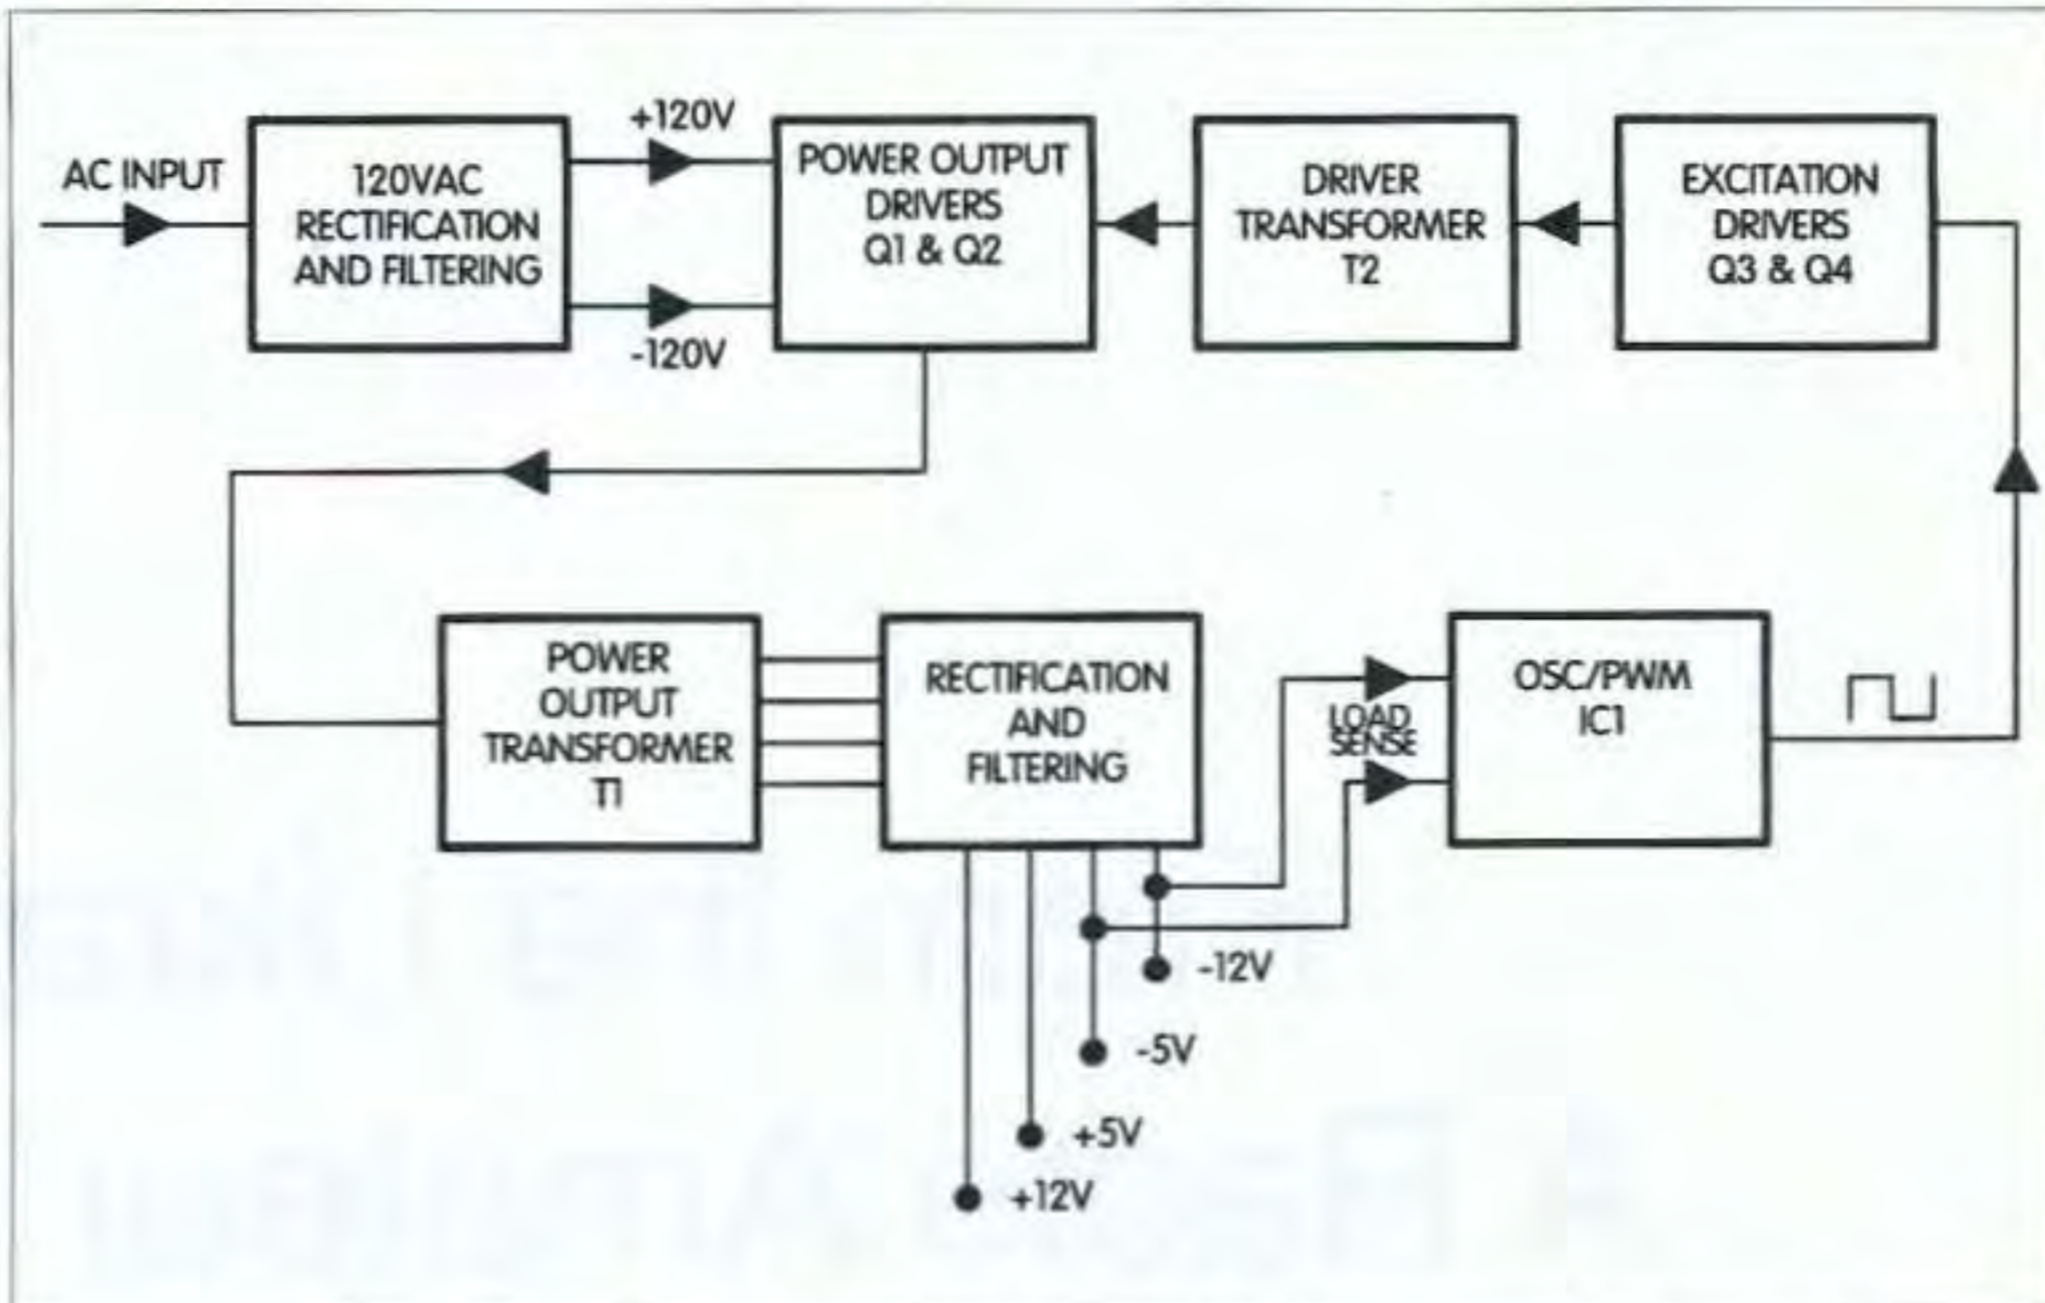 AC INPUT
120VAC
RECTIFICATION
AND FILTERING
+120V
-120V
POWER OUTPUT
DRIVERS
Q1 & Q2
DRIVER
TRANSFORMER
T2
EXCITATION
DRIVERS
Q3 & Q4
POWER
OUTPUT
TRANSFORMER
T1
RECTIFICATION
AND
FILTERING
LOAD
SENSE
OSC/PWM
IC1
-12V
-5V
+5V
+12V